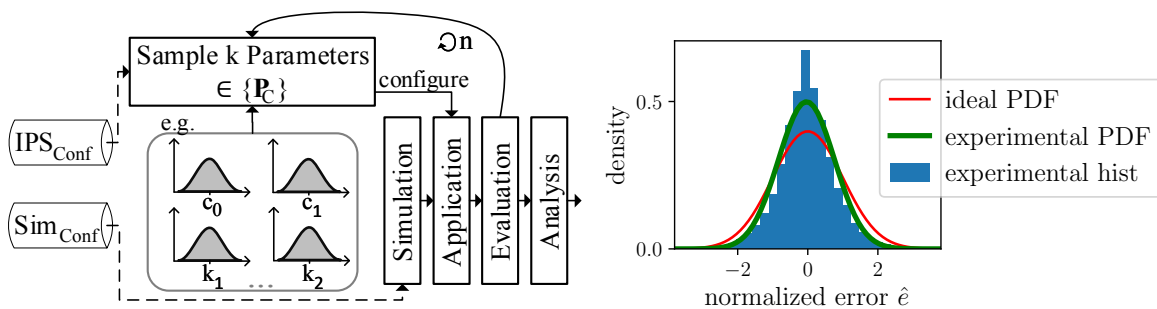 n
Sample k Parameters
∈ {P_C}
configure
IPS_Conf
Sim_Conf
e.g.
c_0
c_1
k_1
k_2
...
Simulation
Application
Evaluation
Analysis
0.5
0.0
density
−2
0
2
normalized error ê
ideal PDF
experimental PDF
experimental hist